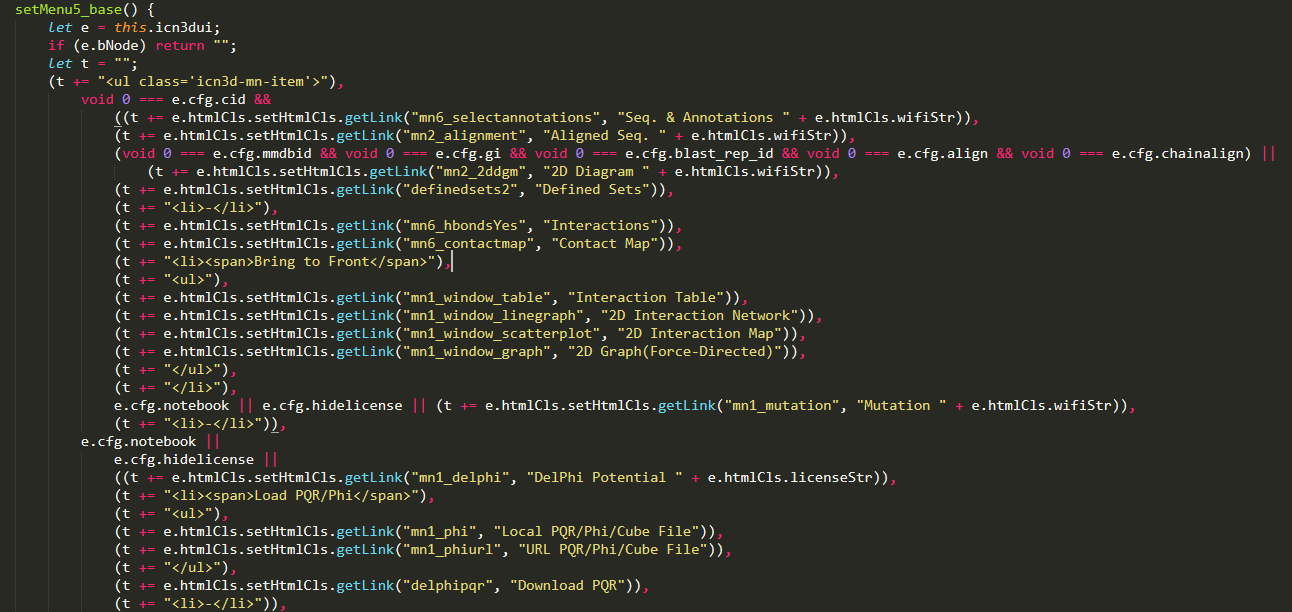 setMenu5_base() {
let e = this.icn3dui;
if (e.bNode) return "";
let t = "";
(t += "<ul class='icn3d-mn-item'>"),
void 0 === e.cfg.cid &&
((t += e.htmlCls.setHtmlCls.getLink("mn6_selectannotations", "Seq. & Annotations " + e.htmlCls.wifiStr)),
(t += e.htmlCls.setHtmlCls.getLink("mn2_alignment", "Aligned Seq. " + e.htmlCls.wifiStr)),
(void 0 === e.cfg.mmdbid && void 0 === e.cfg.gi && void 0 === e.cfg.blast_rep_id && void 0 === e.cfg.align && void 0 === e.cfg.chainalign) ||
(t += e.htmlCls.setHtmlCls.getLink("mn2_2ddgm", "2D Diagram " + e.htmlCls.wifiStr)),
(t += e.htmlCls.setHtmlCls.getLink("definedsets2", "Defined Sets")),
(t += "<li>-</li>"),
(t += e.htmlCls.setHtmlCls.getLink("mn6_hbondsYes", "Interactions")),
(t += e.htmlCls.setHtmlCls.getLink("mn6_contactmap", "Contact Map")),
(t += "<li><span>Bring to Front</span>"),
(t += "<ul>"),
(t += e.htmlCls.setHtmlCls.getLink("mn1_window_table", "Interaction Table")),
(t += e.htmlCls.setHtmlCls.getLink("mn1_window_linegraph", "2D Interaction Network")),
(t += e.htmlCls.setHtmlCls.getLink("mn1_window_scatterplot", "2D Interaction Map")),
(t += e.htmlCls.setHtmlCls.getLink("mn1_window_graph", "2D Graph(Force-Directed)")),
(t += "</ul>"),
(t += "</li>"),
e.cfg.notebook || e.cfg.hidelicense || (t += e.htmlCls.setHtmlCls.getLink("mn1_mutation", "Mutation " + e.htmlCls.wifiStr)),
(t += "<li>-</li>")),
e.cfg.notebook ||
e.cfg.hidelicense ||
((t += e.htmlCls.setHtmlCls.getLink("mn1_delphi", "DelPhi Potential " + e.htmlCls.licenseStr)),
(t += "<li><span>Load PQR/Phi</span>"),
(t += "<ul>"),
(t += e.htmlCls.setHtmlCls.getLink("mn1_phi", "Local PQR/Phi/Cube File")),
(t += e.htmlCls.setHtmlCls.getLink("mn1_phiurl", "URL PQR/Phi/Cube File")),
(t += "</ul>"),
(t += e.htmlCls.setHtmlCls.getLink("delphipqr", "Download PQR")),
(t += "<li>-</li>")),